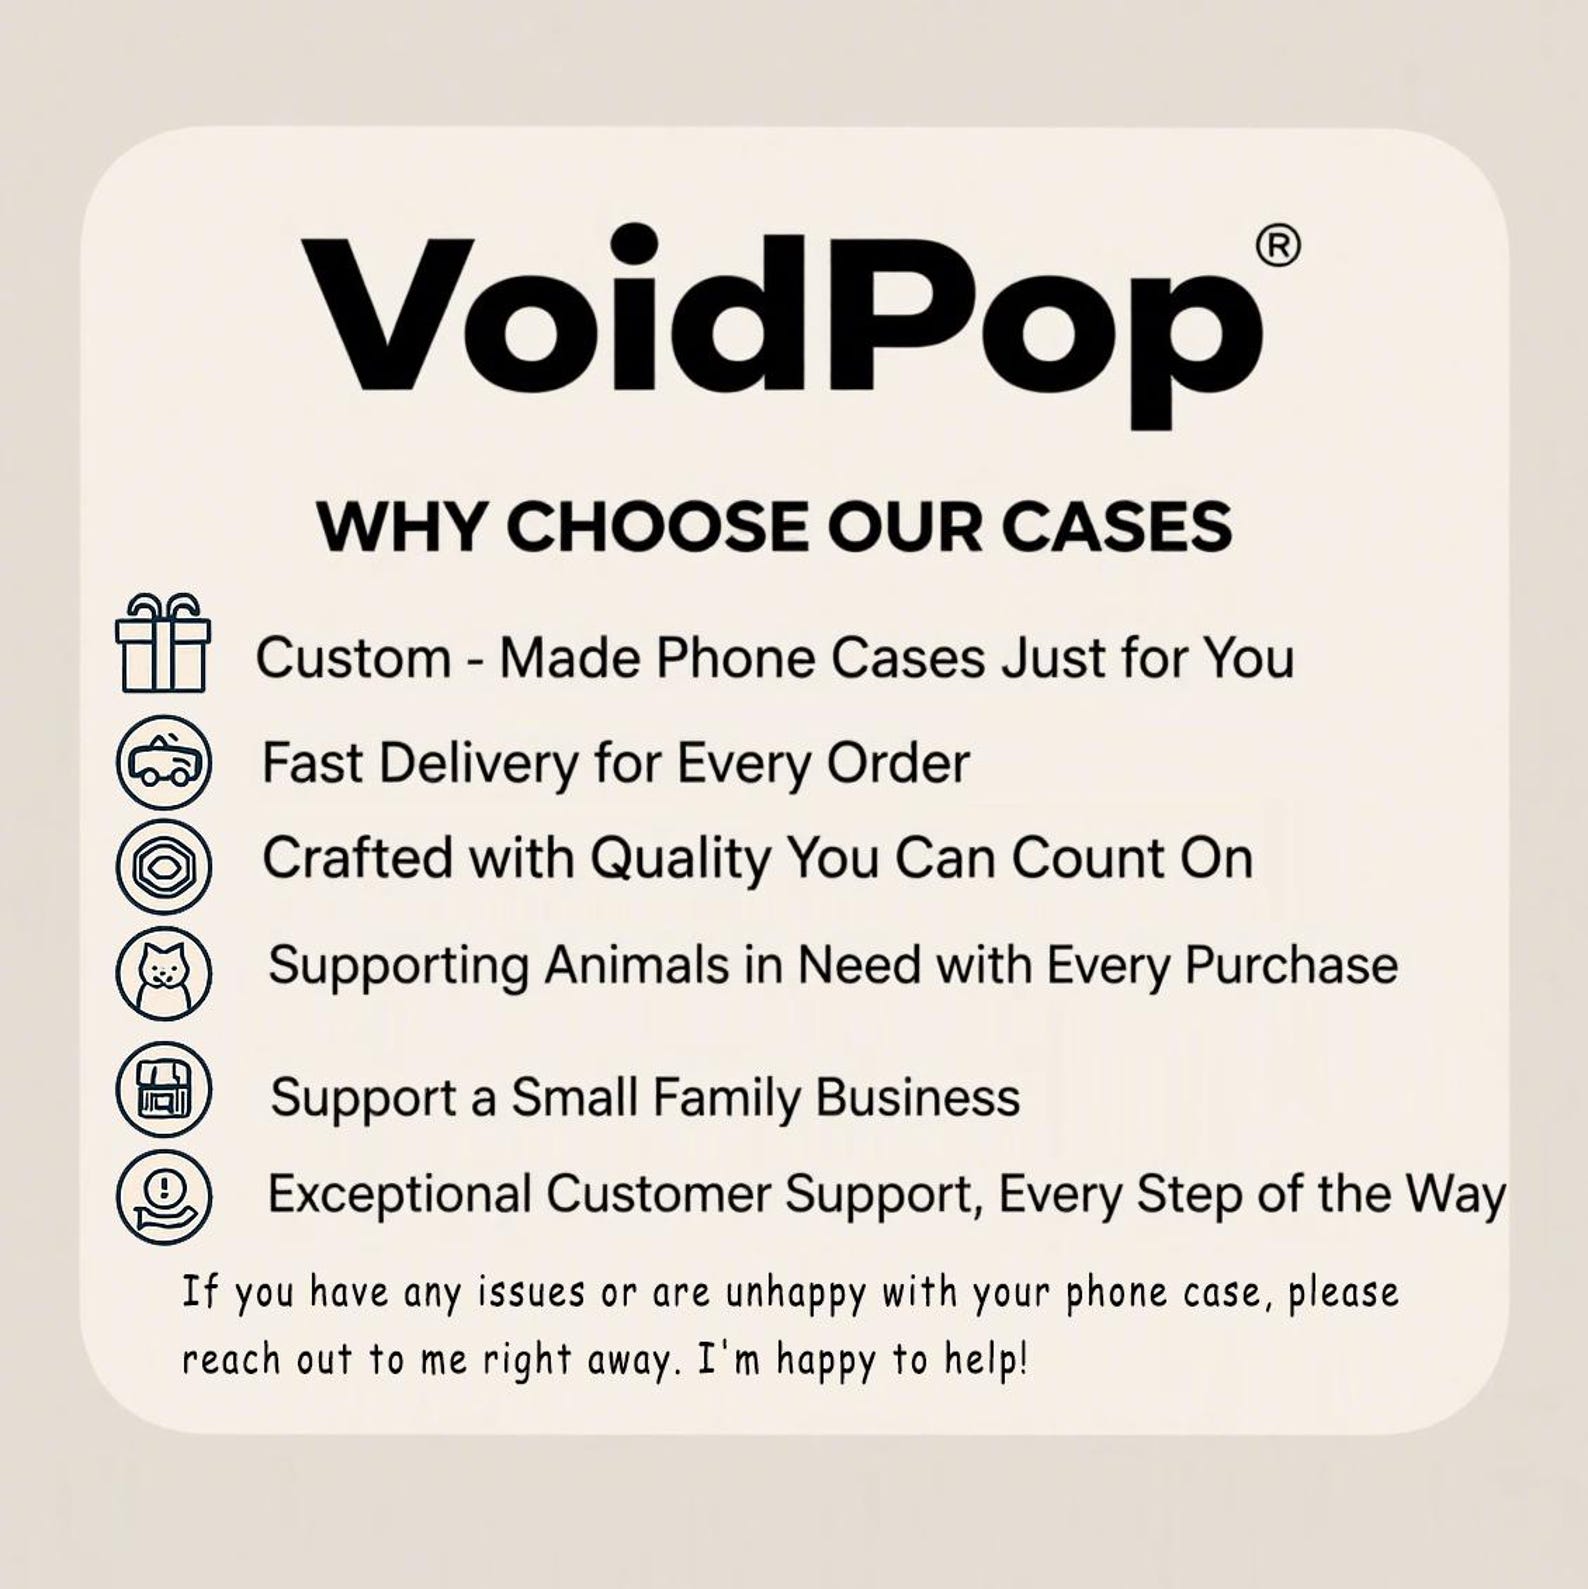 VoidPop®
WHY CHOOSE OUR CASES
Custom - Made Phone Cases Just for You
Fast Delivery for Every Order
Crafted with Quality You Can Count On
Supporting Animals in Need with Every Purchase
Support a Small Family Business
Exceptional Customer Support, Every Step of the Way
If you have any issues or are unhappy with your phone case, please
reach out to me right away. I'm happy to help!